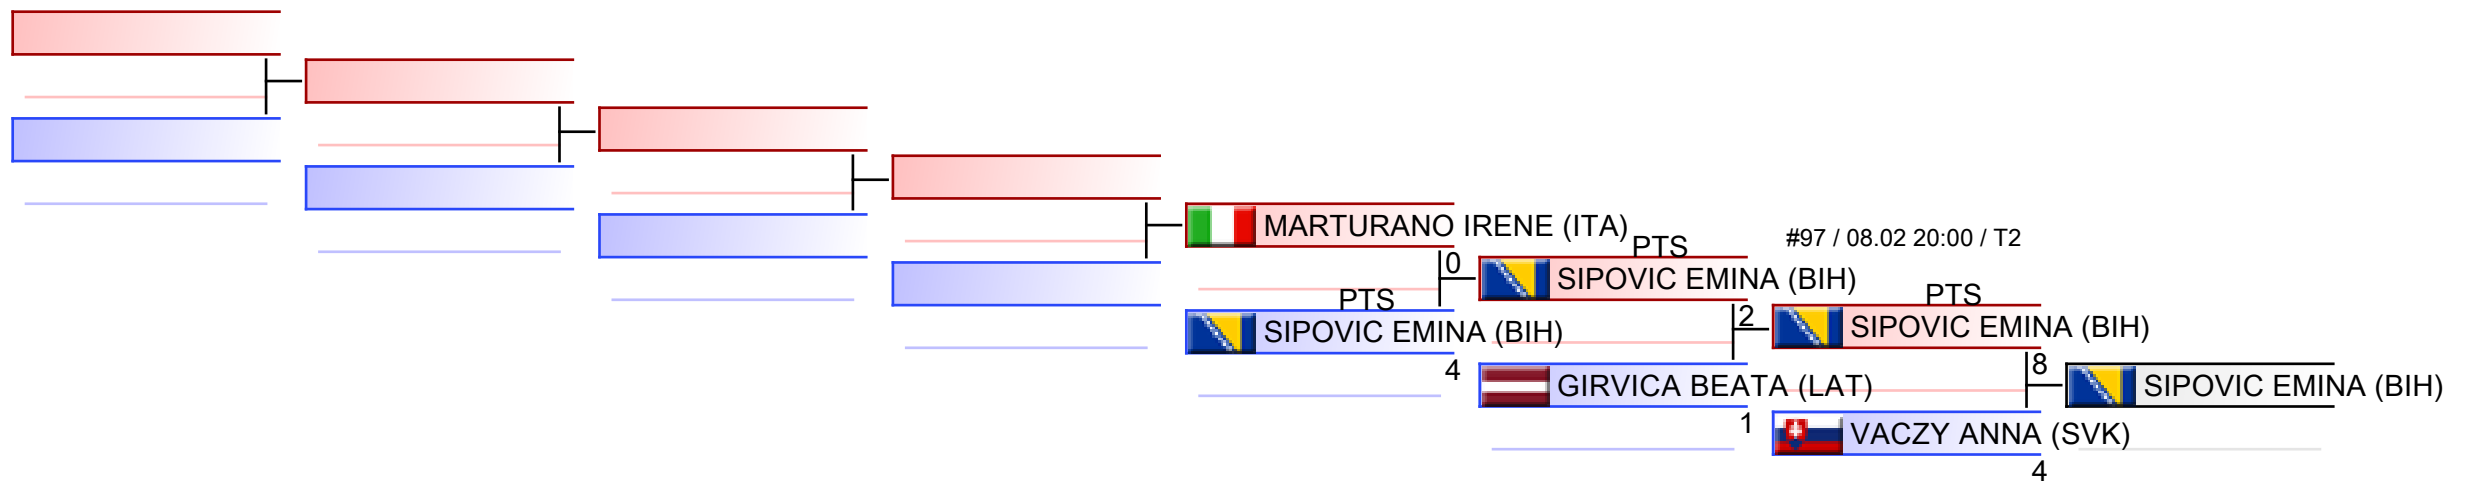 MARTURANO IRENE (ITA)
0
PTS
SIPOVIC EMINA (BIH)
4
PTS
SIPOVIC EMINA (BIH)
2
GIRVICA BEATA (LAT)
1
#97 / 08.02 20:00 / T2
PTS
SIPOVIC EMINA (BIH)
8
VACZY ANNA (SVK)
4
SIPOVIC EMINA (BIH)